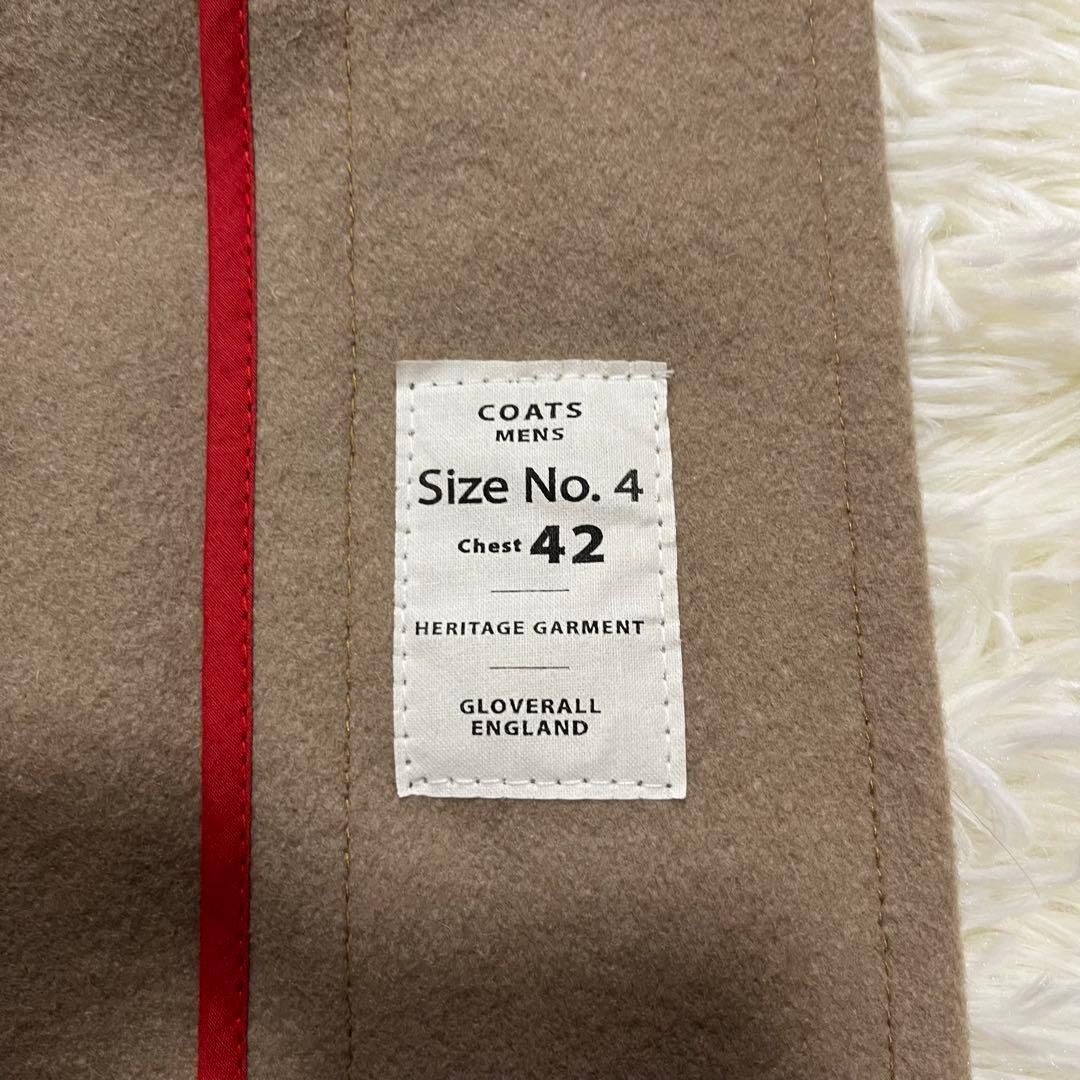 COATS
MENS
Size No. 4
Chest 42
HERITAGE GARMENT
GLOVERALL
ENGLAND